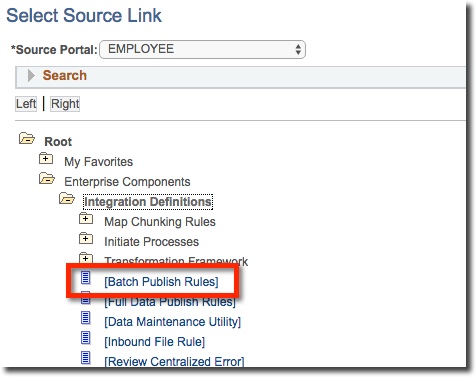 Select Source Link
*Source Portal: EMPLOYEE
Search
Left | Right
Root
My Favorites
Enterprise Components
Integration Definitions
Map Chunking Rules
Initiate Processes
Transformation Framework
[Batch Publish Rules]
[Full Data Publish Rules]
[Data Maintenance Utility]
[Inbound File Rule]
[Review Centralized Error]